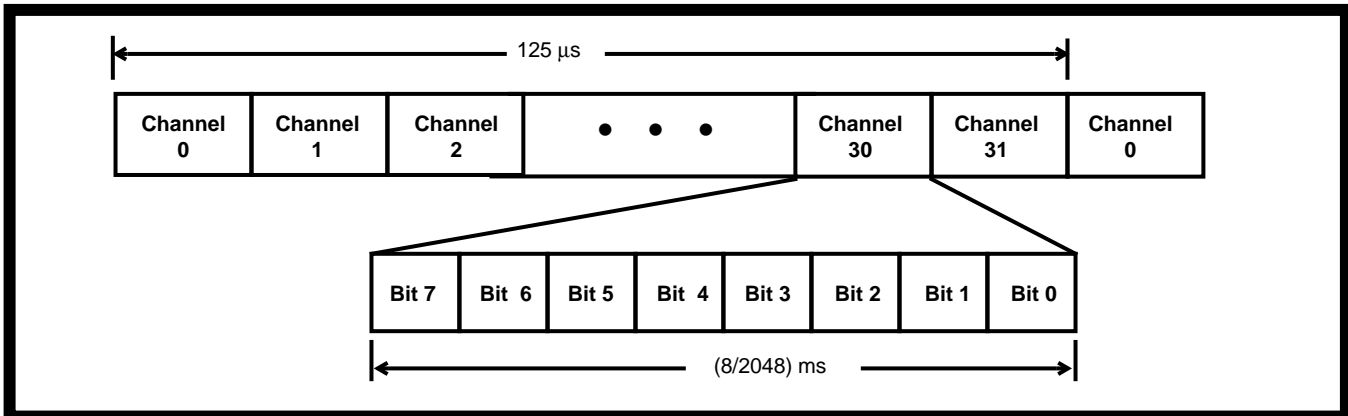 125 μs
Channel 0
Channel 1
Channel 2
• • •
Channel 30
Channel 31
Channel 0
Bit 7
Bit 6
Bit 5
Bit 4
Bit 3
Bit 2
Bit 1
Bit 0
(8/2048) ms